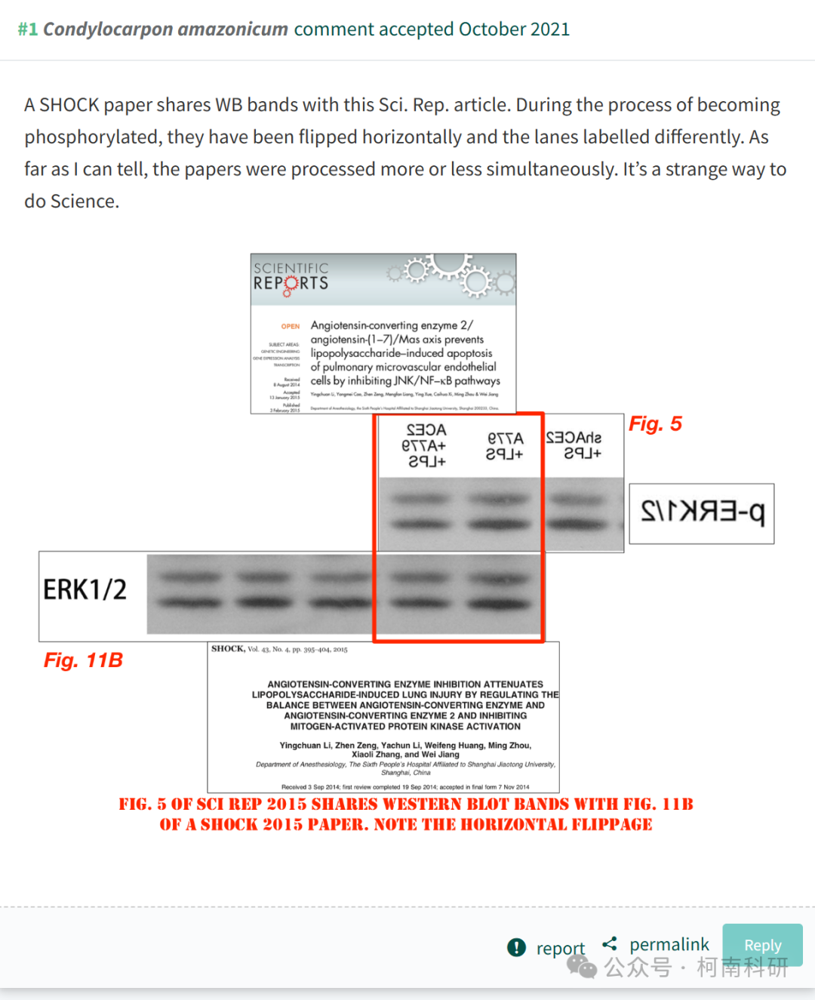 #1 Condylocarpon amazonicum comment accepted October 2021
A SHOCK paper shares WB bands with this Sci. Rep. article. During the process of becoming
phosphorylated, they have been flipped horizontally and the lanes labelled differently. As
far as I can tell, the papers were processed more or less simultaneously. It's a strange way to
do Science.
SCIENTIFIC
REPORTS
OPEN
SUBJECT AREAS:
GENETIC ENGINEERING
GENE EXPRESSION ANALYSIS
TRANSCRIPTION
Received
8 August 2014
Accepted
13 January 2015
Published
3 February 2015
Angiotensin-converting enzyme 2/
angiotensin-(1–7)/Mas axis prevents
lipopolysaccharide–induced apoptosis
of pulmonary microvascular endothelial
cells by inhibiting JNK/NF–κB pathways
Yingchuan Li, Yongmei Cao, Zhen Zeng, Mengfan Liang, Ying Xue, Caihua Xi, Ming Zhou & Wei Jiang
Department of Anesthesiology, the Sixth People's Hospital Affiliated to Shanghai Jiaotong University, Shanghai 200233, China.
ACE2
+A779
+LPS
A779
+LPS
shACE2
+LPS
Fig. 5
p-ERK1/2
ERK1/2
Fig. 11B
SHOCK, Vol. 43, No. 4, pp. 395–404, 2015
ANGIOTENSIN-CONVERTING ENZYME INHIBITION ATTENUATES
LIPOPOLYSACCHARIDE-INDUCED LUNG INJURY BY REGULATING THE
BALANCE BETWEEN ANGIOTENSIN-CONVERTING ENZYME AND
ANGIOTENSIN-CONVERTING ENZYME 2 AND INHIBITING
MITOGEN-ACTIVATED PROTEIN KINASE ACTIVATION
Yingchuan Li, Zhen Zeng, Yachun Li, Weifeng Huang, Ming Zhou,
Xiaoli Zhang, and Wei Jiang
Department of Anesthesiology, The Sixth People's Hospital Affiliated to Shanghai Jiaotong University,
Shanghai, China
Received 3 Sep 2014; first review completed 19 Sep 2014; accepted in final form 7 Nov 2014
FIG. 5 OF SCI REP 2015 SHARES WESTERN BLOT BANDS WITH FIG. 11B
OF A SHOCK 2015 PAPER. NOTE THE HORIZONTAL FLIPPAGE
report
permalink
Reply
公众号 · 柯南科研